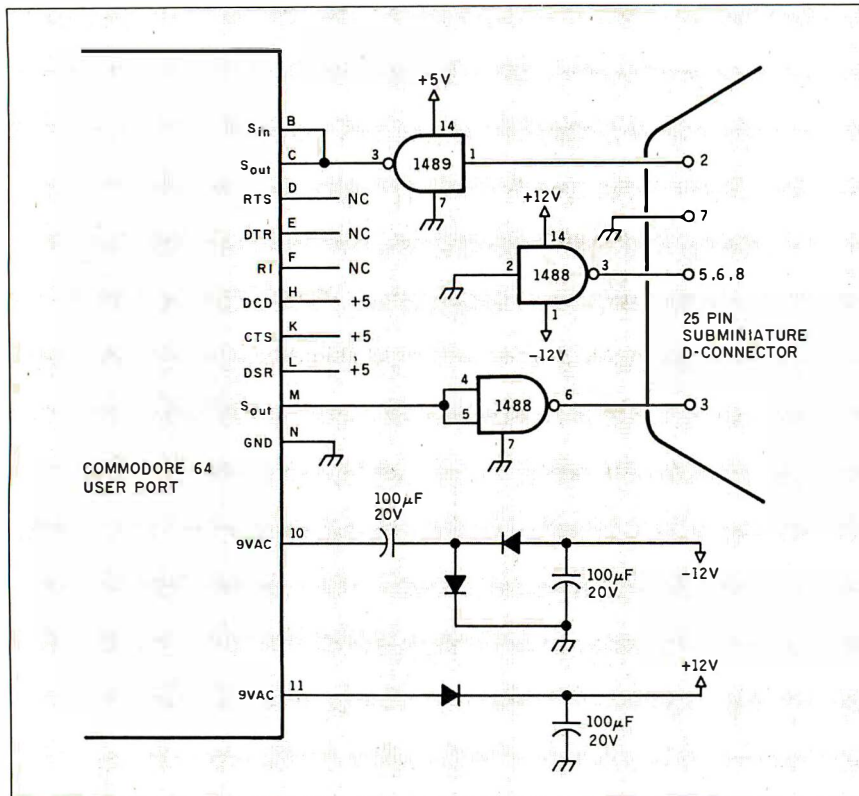 +5V
14
S in
B
S out
C
3
1489
1
2
RTS
D
NC
7
+12V
7
DTR
E
NC
14
RI
F
NC
2
1488
3
5,6,8
DCD
H
+5
1
CTS
K
+5
-12V
25 PIN
SUBMINIATURE
D-CONNECTOR
DSR
L
+5
4
S out
M
5
1488
6
3
GND
N
7
COMMODORE 64
USER PORT
100µF
20V
9VAC
10
-12V
100µF
20V
+12V
9VAC
11
100µF
20V